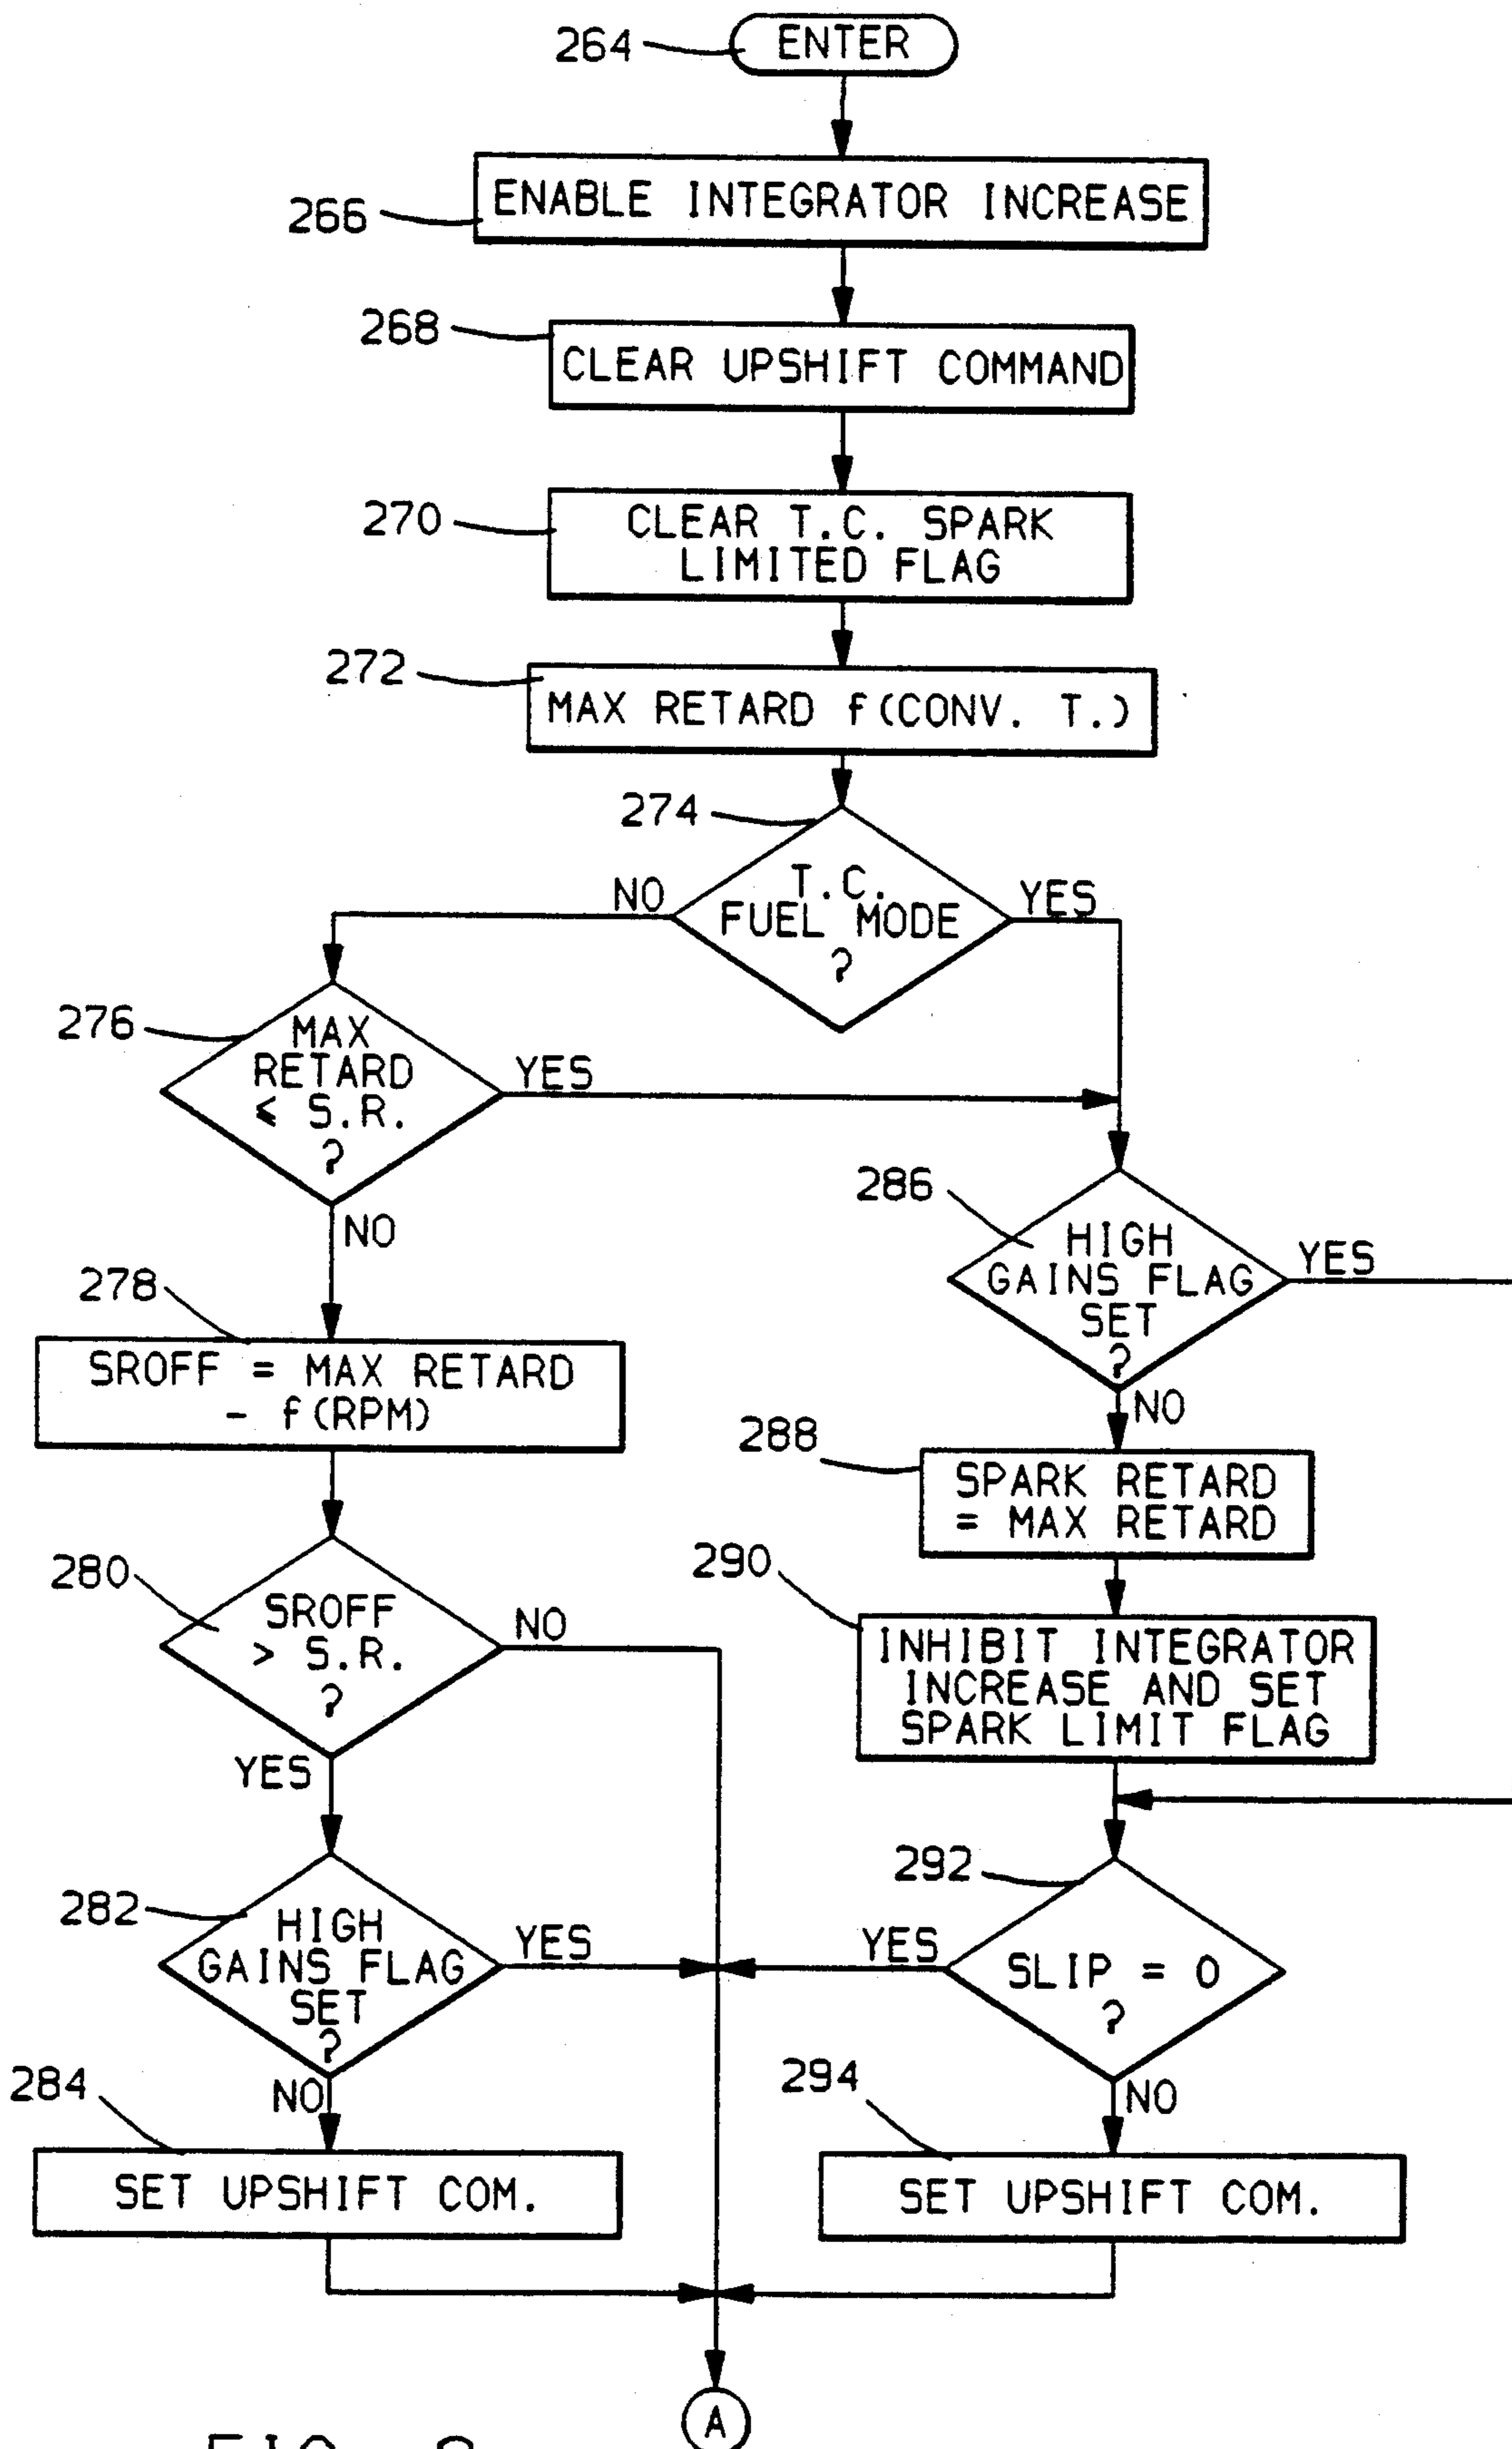 264
ENTER
266
ENABLE INTEGRATOR INCREASE
268
CLEAR UPSHIFT COMMAND
270
CLEAR T.C. SPARK
LIMITED FLAG
272
MAX RETARD f(CONV. T.)
274
T.C.
FUEL MODE
?
NO
YES
276
MAX
RETARD
≤ S.R.
?
YES
NO
286
HIGH
GAINS FLAG
SET
?
YES
NO
278
SROFF = MAX RETARD
- f(RPM)
288
SPARK RETARD
= MAX RETARD
280
SROFF
> S.R.
?
NO
YES
290
INHIBIT INTEGRATOR
INCREASE AND SET
SPARK LIMIT FLAG
282
HIGH
GAINS FLAG
SET
?
YES
NO
292
SLIP = 0
?
YES
NO
284
SET UPSHIFT COM.
294
SET UPSHIFT COM.
A